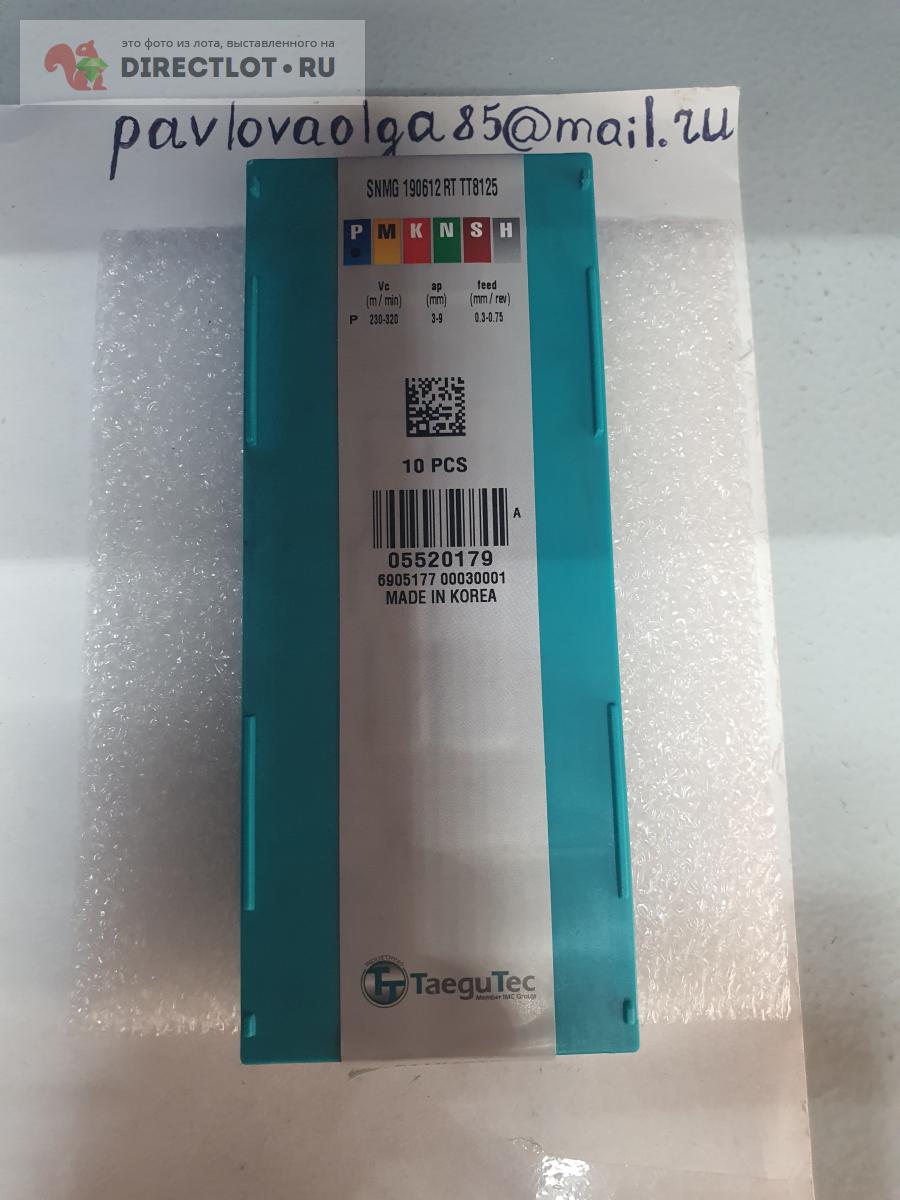 это фото из лота, выставленного на
DIRECTLOT.RU
pavlovaolga85@mail.ru
SNMG 190612 RT TT8125
P M K N S H
Vc ap feed
(m / min) (mm) (mm / rev)
P 230-320 3-9 0.3-0.75
10 PCS
A
05520179
6905177 00030001
MADE IN KOREA
TT TaeguTec
Member IMC Group